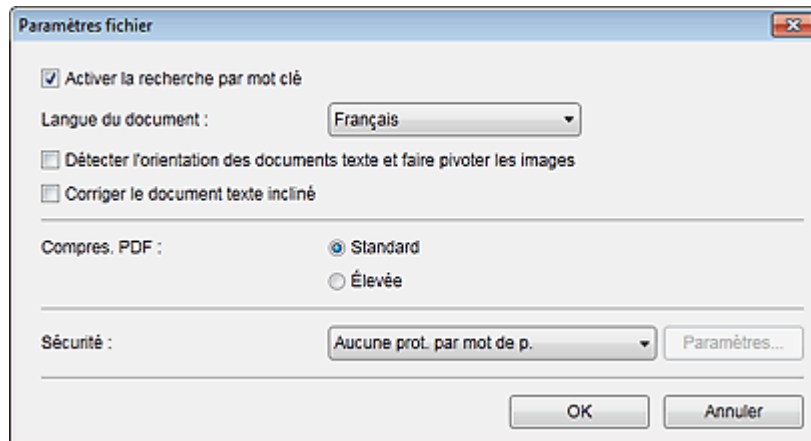 Paramètres fichier
Activer la recherche par mot clé
Langue du document : Français
Détecter l'orientation des documents texte et faire pivoter les images
Corriger le document texte incliné
Compres. PDF : Standard
Élevée
Sécurité : Aucune prot. par mot de p. Paramètres...
OK Annuler